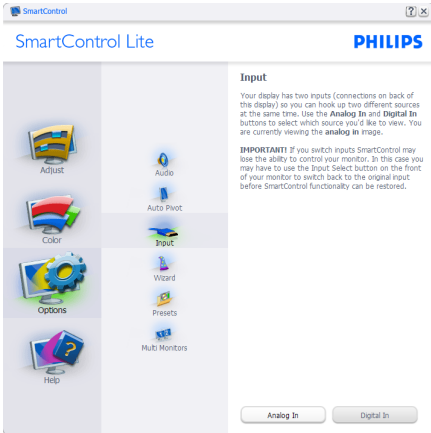 SmartControl
SmartControl Lite
PHILIPS
Adjust
Color
Options
Help
Audio
Auto Pivot
Input
Wizard
Presets
Multi Monitors
Input
Your display has two inputs (connections on back of
this display) so you can hook up two different sources
at the same time. Use the Analog In and Digital In
buttons to select which source you'd like to view. You
are currently viewing the analog in image.
IMPORTANT! If you switch inputs SmartControl may
lose the ability to control your monitor. In this case you
may have to use the Input Select button on the front
of your monitor to switch back to the original input
before SmartControl functionality can be restored.
Analog In
Digital In